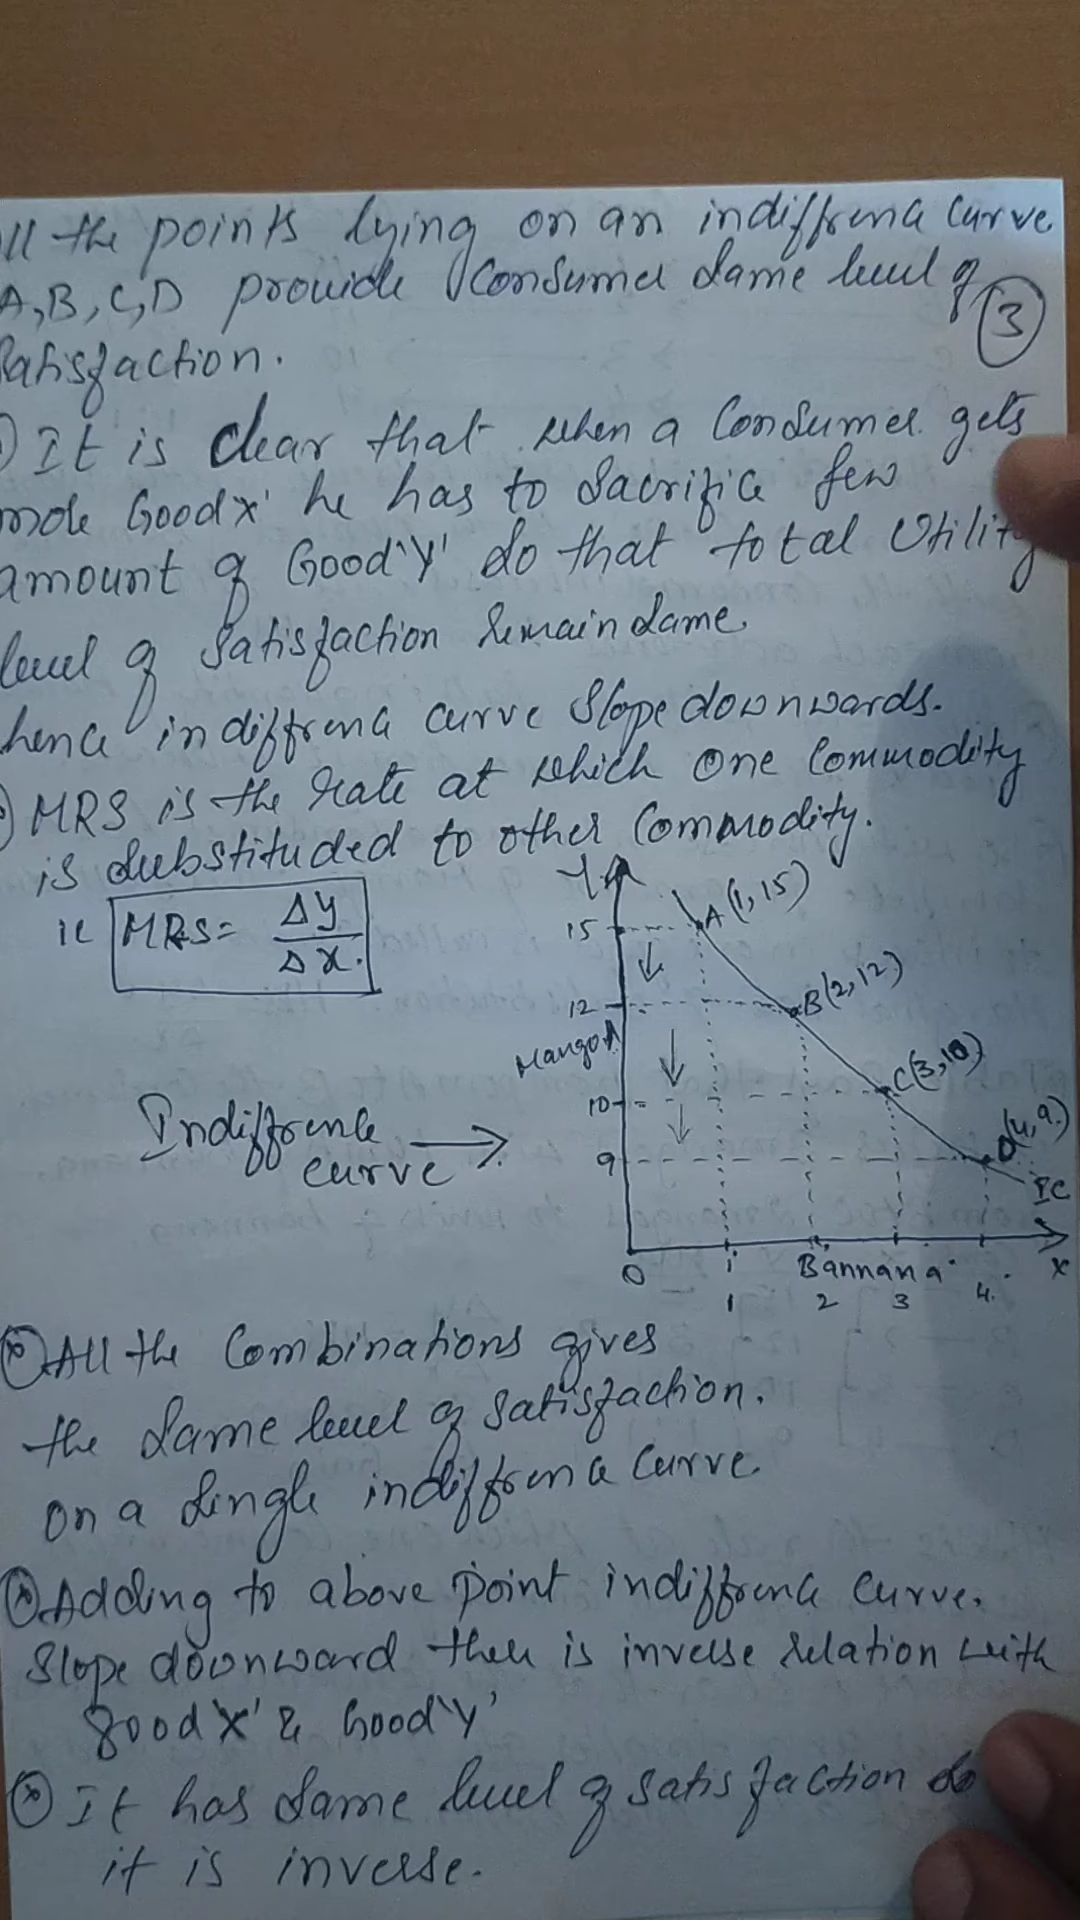 ll the points lying on an indiffrence curve
A, B, C, D provide consumer same level of
Satisfaction.
3
It is clear that when a Consumer gets
more Good 'x' he has to Sacrifice few
amount of Good 'Y' so that total Utility
level of Satisfaction remain same.
hence indiffrence curve Slope downwards.
MRS is the rate at which one Commodity
is substituded to other Commodity.
ie MRS = Δy / Δx.
Y
15 A (1, 15)
12 B (2, 12)
Mango
10 C (3, 10)
Indiffrence
curve →
9 D (4, 9)
IC
0 Bannana X
1 2 3 4.
All the Combinations gives
the Same level of Satisfaction.
on a Single indiffrence Curve.
Adding to above point indiffrence curve.
Slope downward there is inverse relation with
good 'X' & Good 'Y'
It has Same level of satisfaction so
it is inverse.